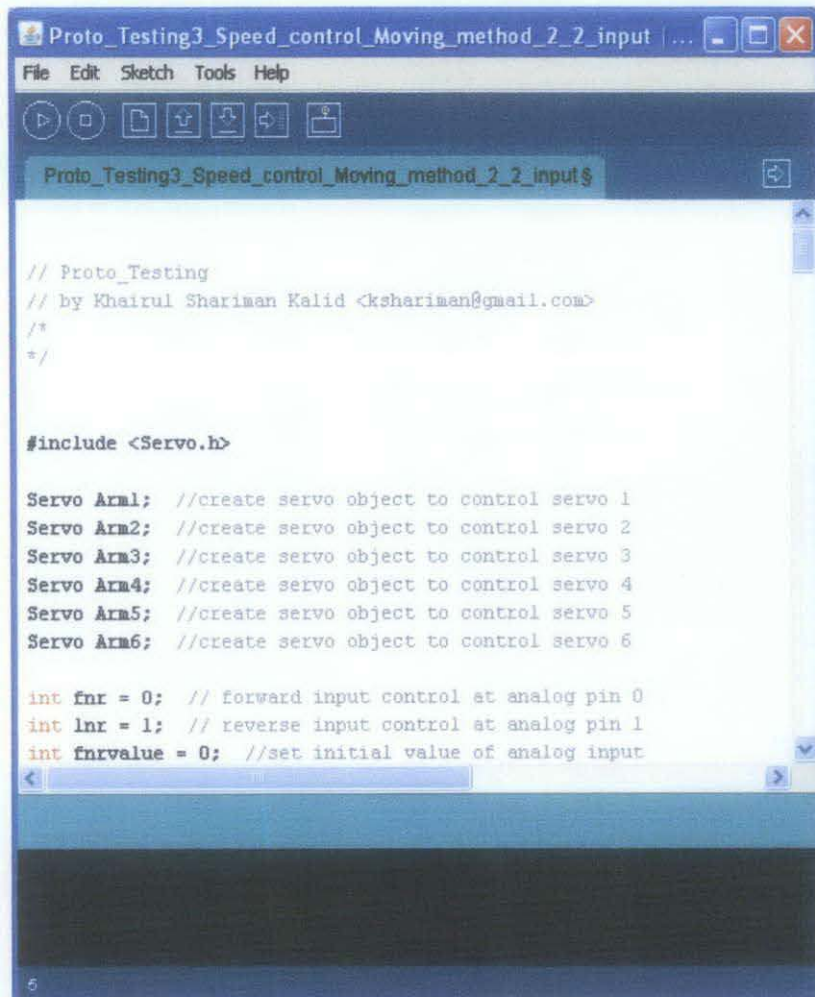 Proto_Testing3_Speed_control_Moving_method_2_2_input | ...
File Edit Sketch Tools Help
Proto_Testing3_Speed_control_Moving_method_2_2_input §
// Proto_Testing
// by Khairul Shariman Kalid <kshariman@gmail.com>
/*
*/
#include <Servo.h>
Servo Arm1; //create servo object to control servo 1
Servo Arm2; //create servo object to control servo 2
Servo Arm3; //create servo object to control servo 3
Servo Arm4; //create servo object to control servo 4
Servo Arm5; //create servo object to control servo 5
Servo Arm6; //create servo object to control servo 6
int fnr = 0; // forward input control at analog pin 0
int lnr = 1; // reverse input control at analog pin 1
int fnrvalue = 0; //set initial value of analog input
5